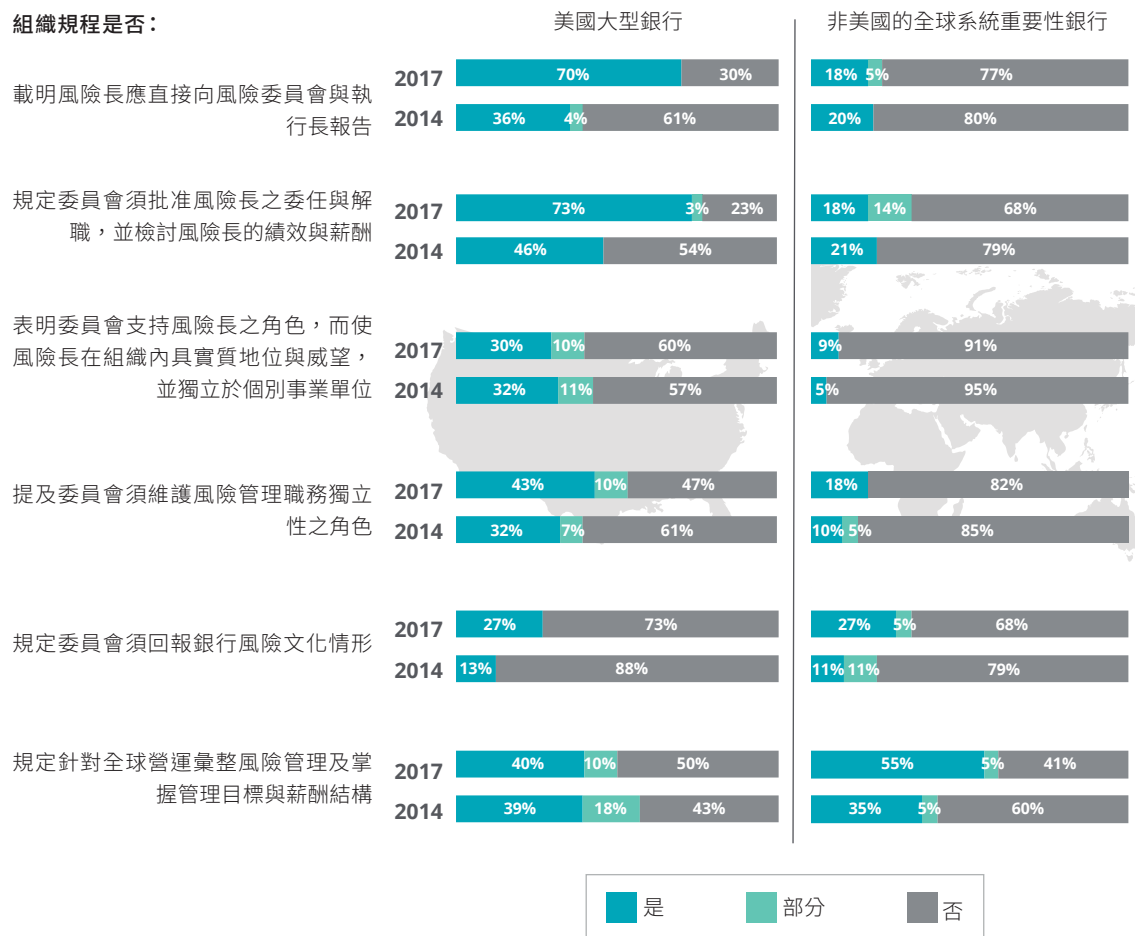 組織規程是否：
美國大型銀行
非美國的全球系統重要性銀行
載明風險長應直接向風險委員會與執
行長報告
2017
70% 30%
18% 5% 77%
2014
36% 4% 61%
20% 80%
規定委員會須批准風險長之委任與解
職，並檢討風險長的績效與薪酬
2017
73% 3% 23%
18% 14% 68%
2014
46% 54%
21% 79%
表明委員會支持風險長之角色，而使
風險長在組織內具實質地位與威望，
並獨立於個別事業單位
2017
30% 10% 60%
9% 91%
2014
32% 11% 57%
5% 95%
提及委員會須維護風險管理職務獨立
性之角色
2017
43% 10% 47%
18% 82%
2014
32% 7% 61%
10% 5% 85%
規定委員會須回報銀行風險文化情形
2017
27% 73%
27% 5% 68%
2014
13% 88%
11% 11% 79%
規定針對全球營運彙整風險管理及掌
握管理目標與薪酬結構
2017
40% 10% 50%
55% 5% 41%
2014
39% 18% 43%
35% 5% 60%
是 部分 否